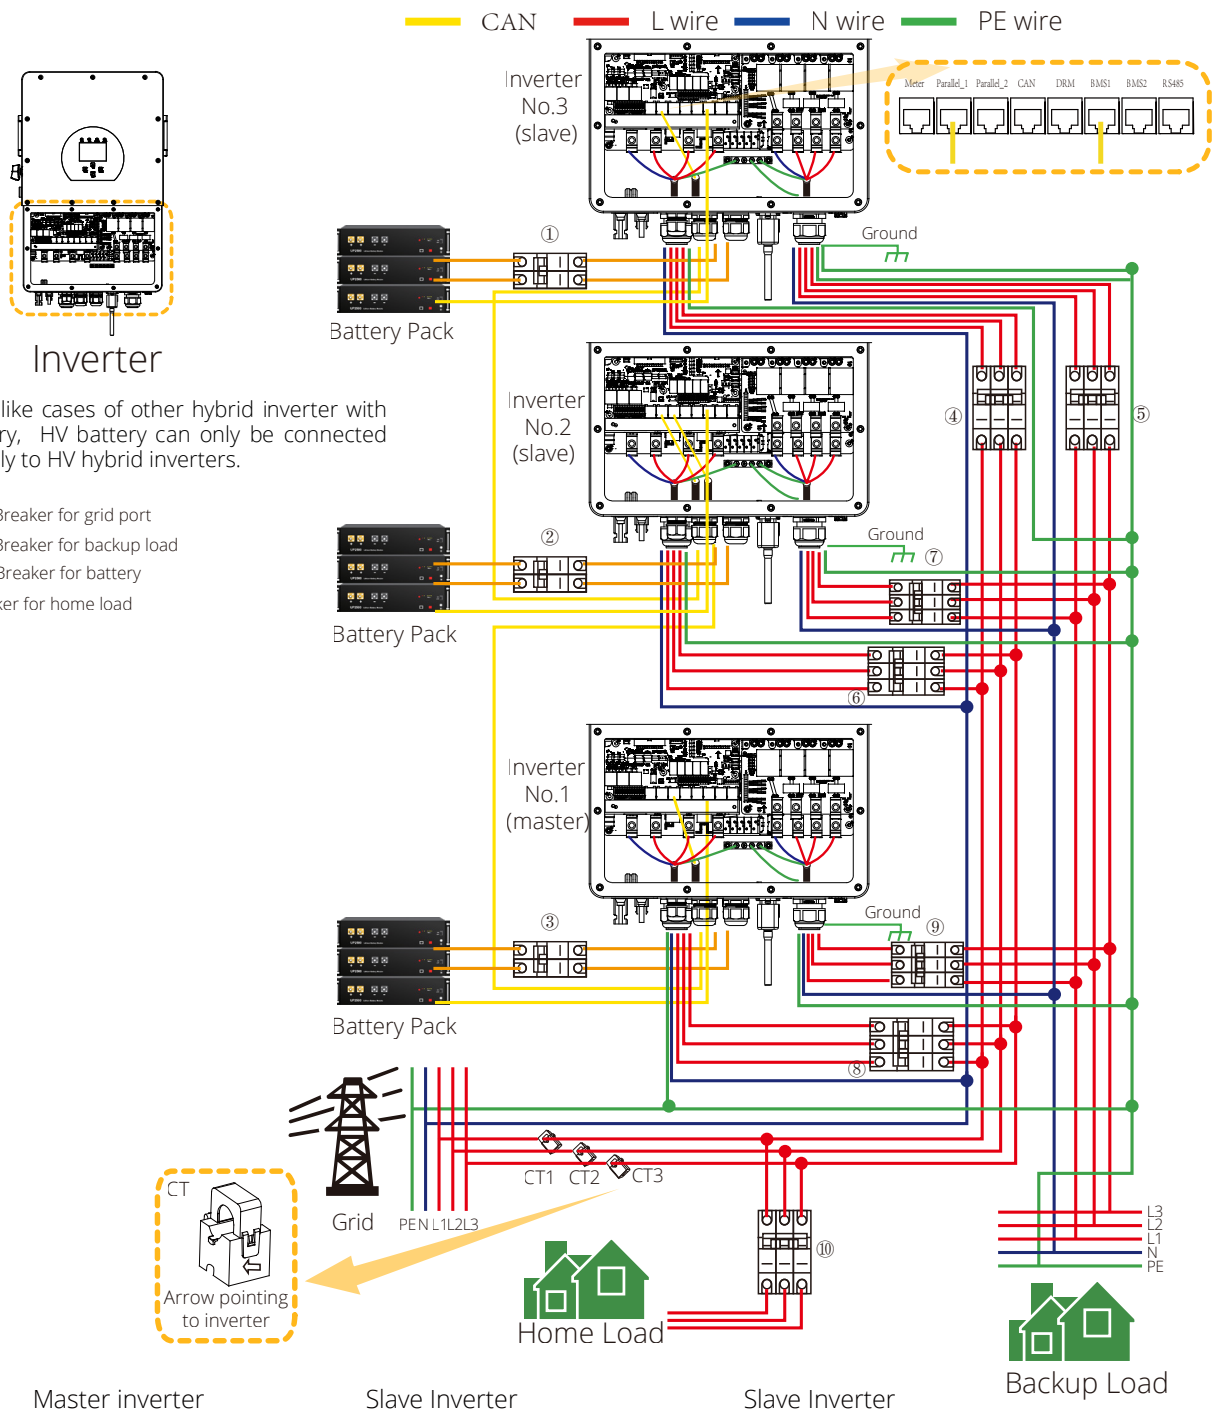 CAN L wire N wire PE wire
Inverter
No.3
(slave)
Meter Parallel_1 Parallel_2 CAN DRM BMS1 BMS2 RS485
①
Ground
Battery Pack
Inverter
like cases of other hybrid inverter with
ry, HV battery can only be connected
ly to HV hybrid inverters.
Breaker for grid port
Breaker for backup load
Breaker for battery
ker for home load
Inverter
No.2
(slave)
④
⑤
②
Ground
⑦
Battery Pack
⑥
Inverter
No.1
(master)
③
Ground
⑨
Battery Pack
⑧
CT1 CT2 CT3
CT
Arrow pointing
to inverter
Grid
PE N L1 L2 L3
⑩
Home Load
L3
L2
L1
N
PE
Backup Load
Master inverter Slave Inverter Slave Inverter